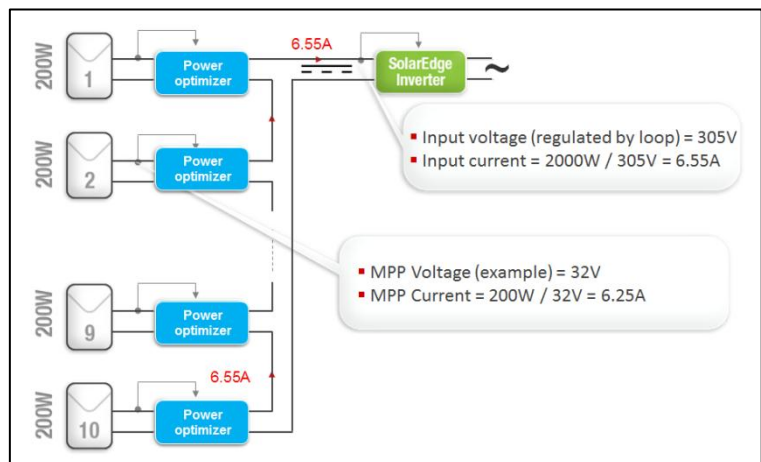 200W
1
Power
optimizer
6.55A
SolarEdge
Inverter
~
▪ Input voltage (regulated by loop) = 305V
▪ Input current = 2000W / 305V = 6.55A
200W
2
Power
optimizer
▪ MPP Voltage (example) = 32V
▪ MPP Current = 200W / 32V = 6.25A
200W
9
Power
optimizer
6.55A
200W
10
Power
optimizer